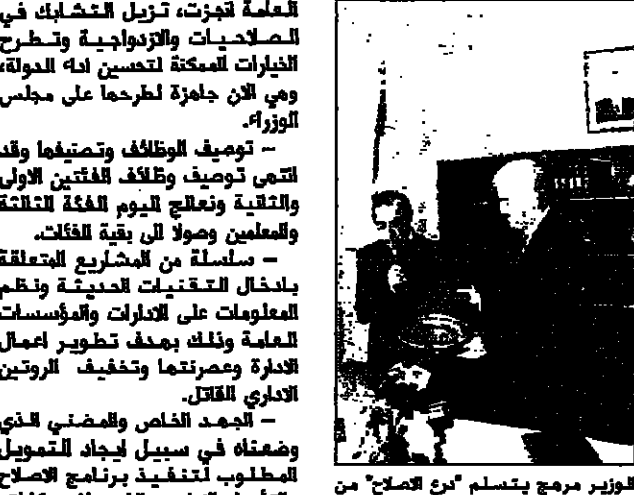 العامة انجزت، تزيل التشابك في
الصلاحيات والازدواجية وتطرح
الخيارات الممكنة لتحسين اداء الدولة،
وهي الان جاهزة لطرحها على مجلس
الوزراء.
– توصيف الوظائف وتصنيفها وقد
انتهى توصيف وظائف الفئتين الاولى
والثانية ونعالج اليوم الفئة الثالثة
والمعلمين وصولا الى بقية الفئات.
– سلسلة من المشاريع المتعلقة
بادخال التقنيات الحديثة ونظم
المعلومات على الادارات والمؤسسات
العامة وذلك بهدف تطوير اعمال
الادارة وعصرنتها وتخفيف الروتين
الاداري القاتل.
– الجهد الخاص والمضني الذي
وضعناه في سبيل ايجاد التمويل
المطلوب لتنفيذ برنامج الاصلاح
الوزير مرهج يتسلم "درع الاصلاح" من